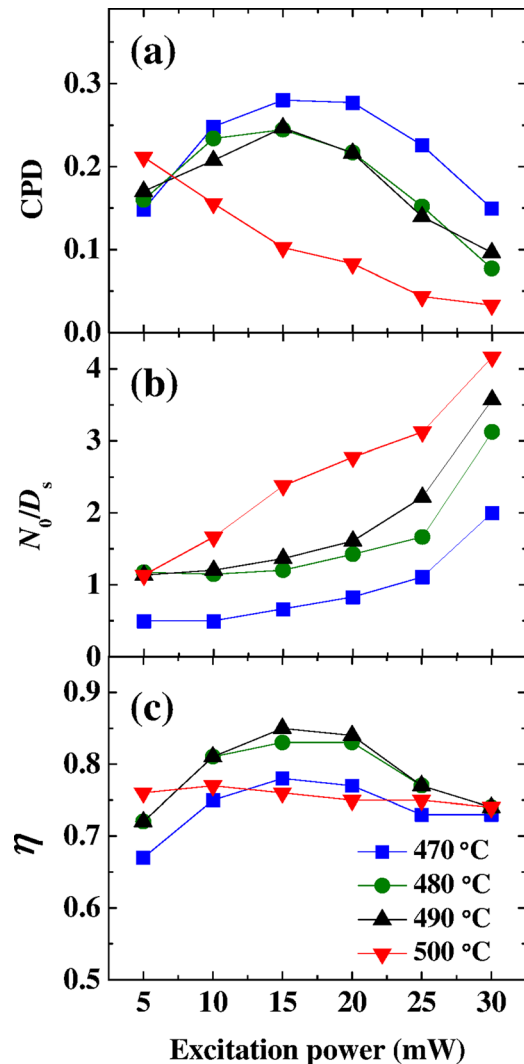 (a)
0.3
0.2
0.1
0.0
CPD
(b)
4
3
2
1
0
N₀/Dₛ
(c)
0.9
0.8
0.7
0.6
0.5
η
470 °C
480 °C
490 °C
500 °C
5 10 15 20 25 30
Excitation power (mW)